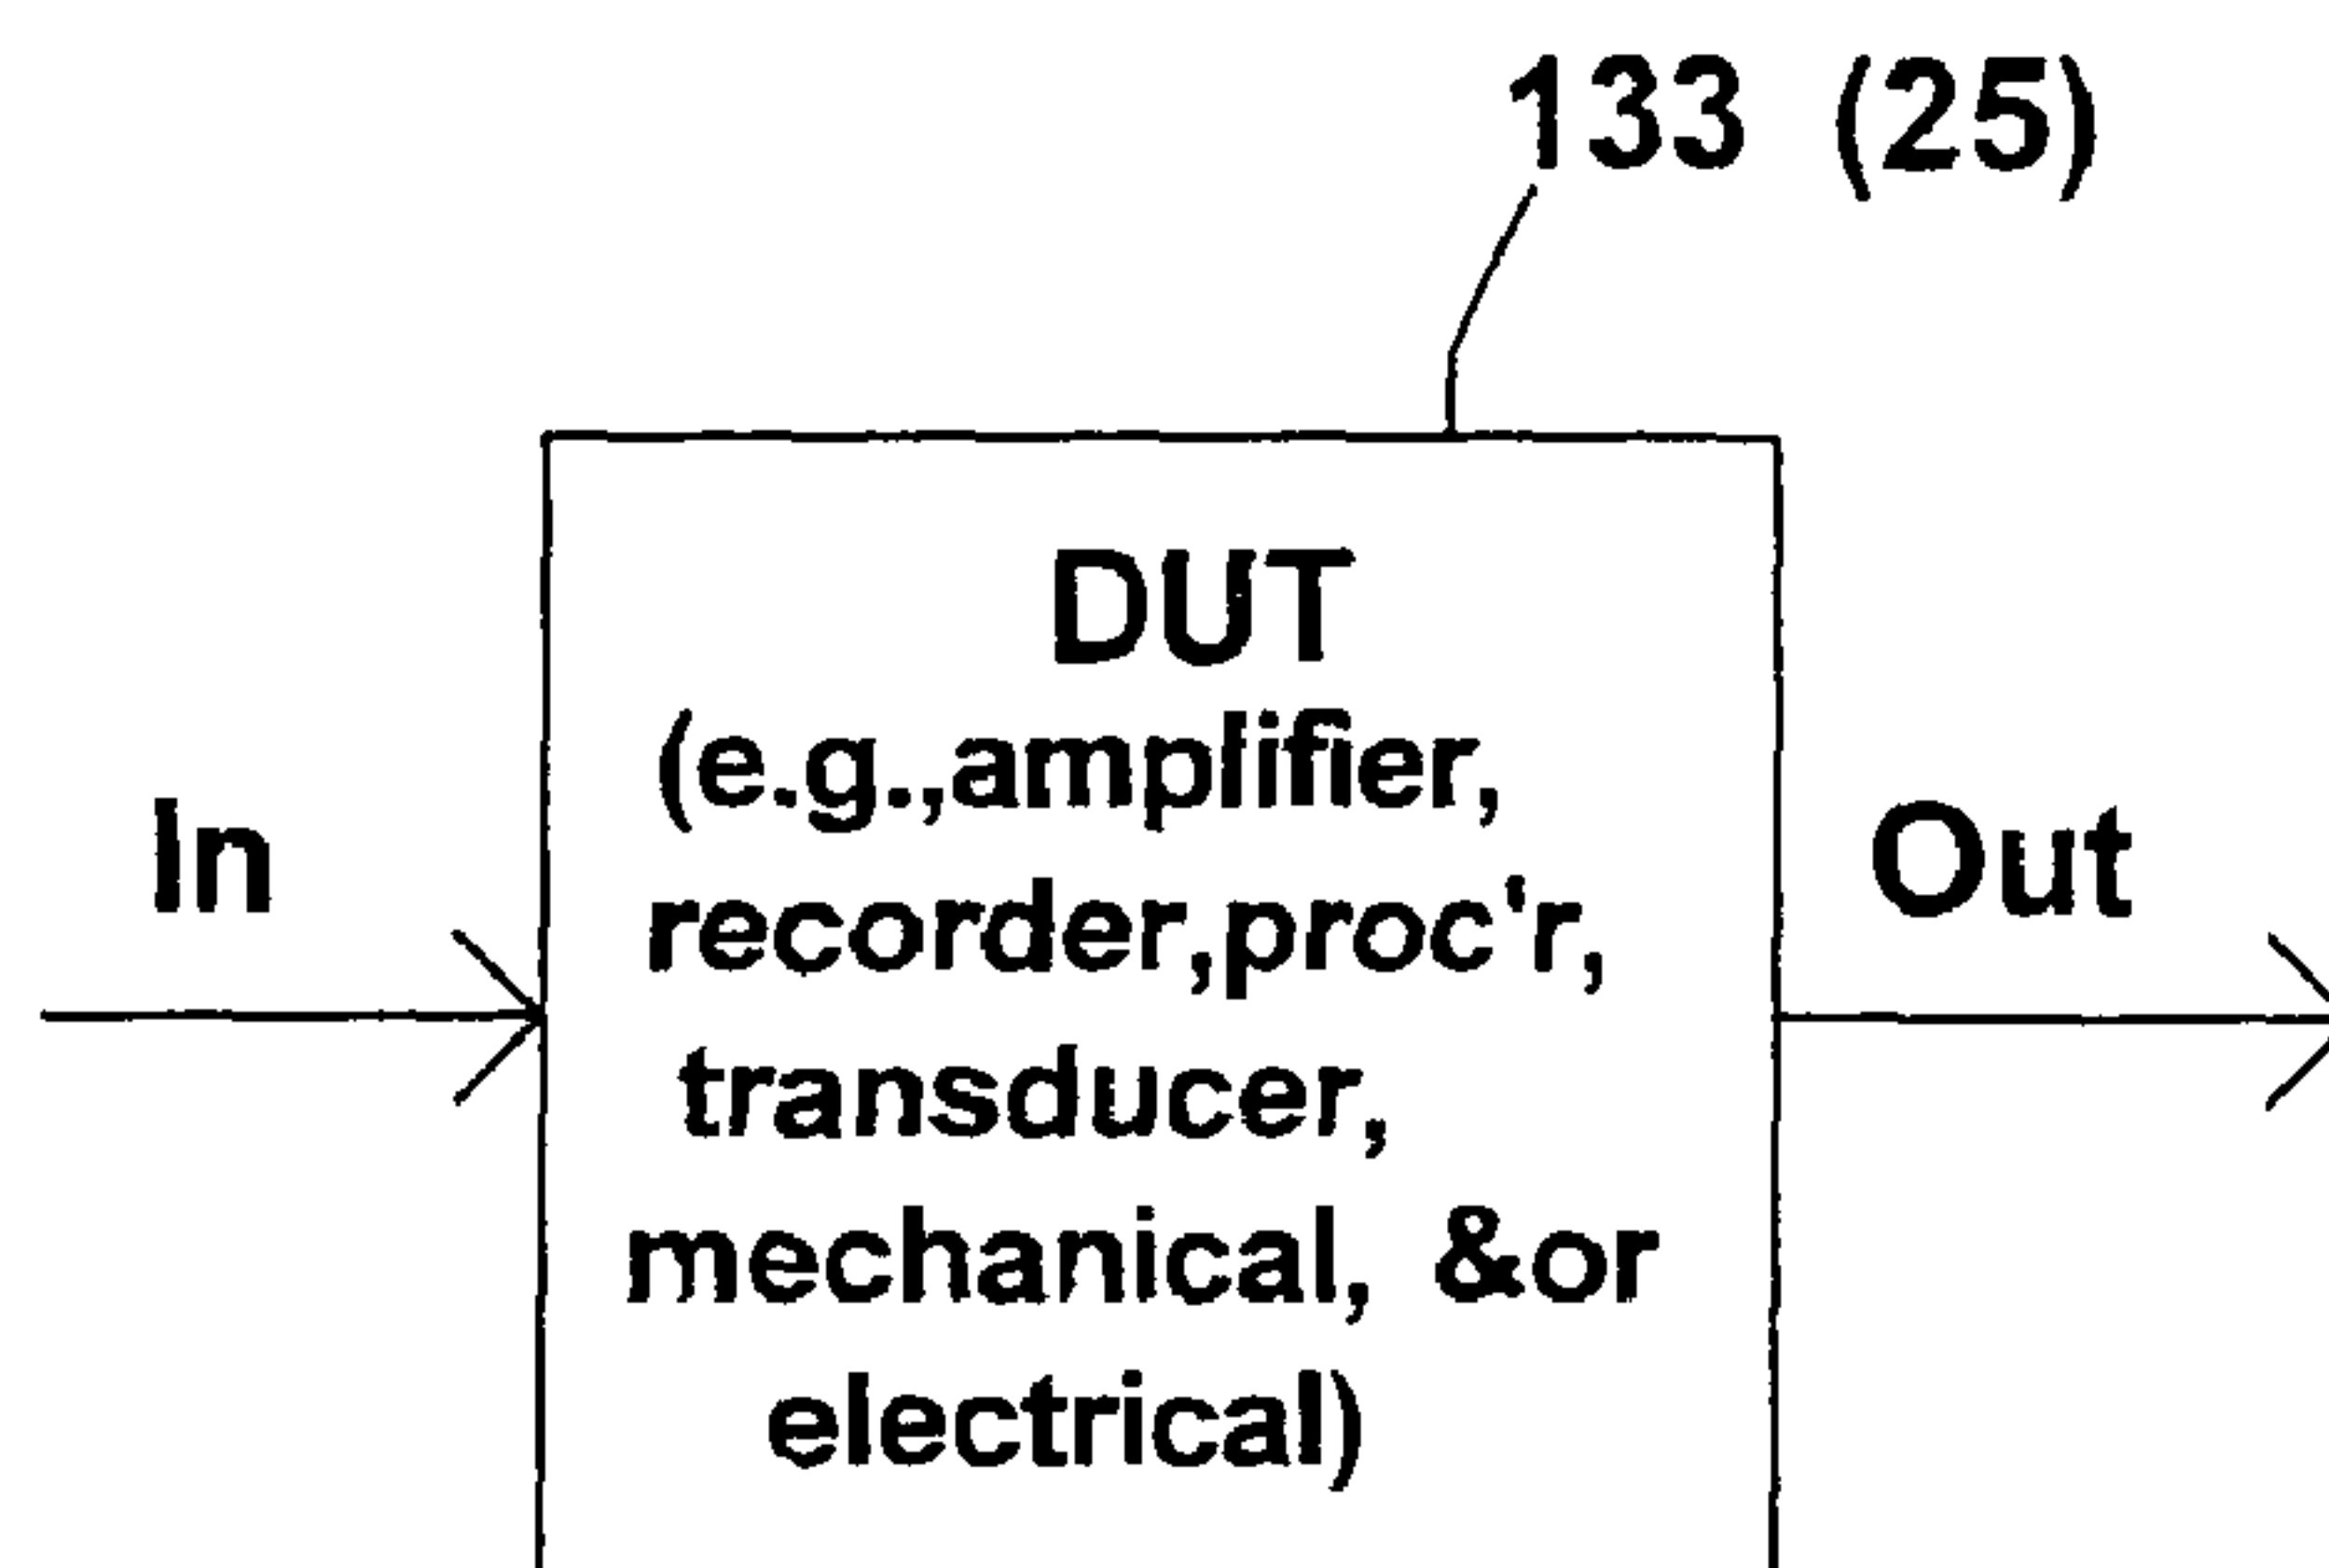 133 (25)
DUT
(e.g.,amplifier,
In
Out
recorder,proc'r,
transducer,
mechanical, &or
electrical)